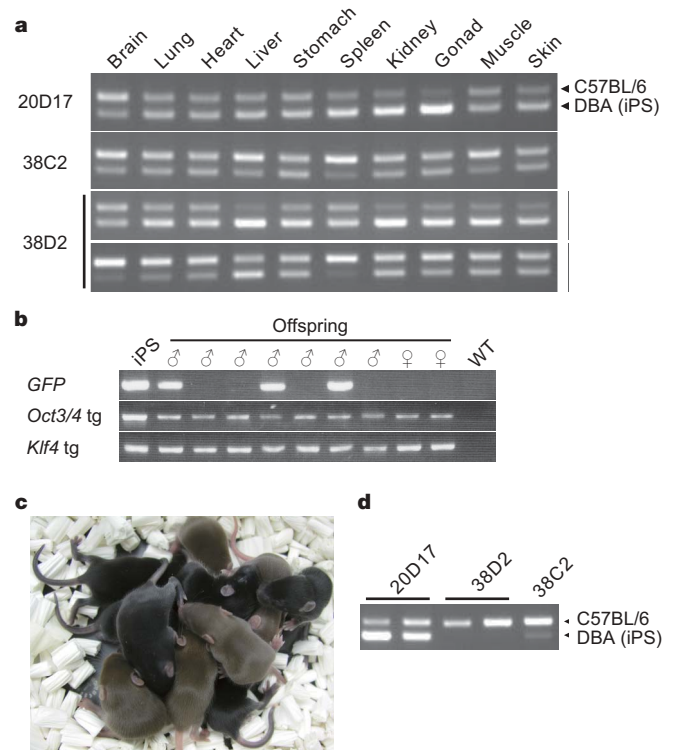 a
Brain Lung Heart Liver Stomach Spleen Kidney Gonad Muscle Skin
20D17
C57BL/6
DBA (iPS)
38C2
38D2
b
Offspring
iPS ♂ ♂ ♂ ♂ ♂ ♂ ♂ ♀ ♀ WT
GFP
Oct3/4 tg
Klf4 tg
c
d
20D17 38D2 38C2
C57BL/6
DBA (iPS)